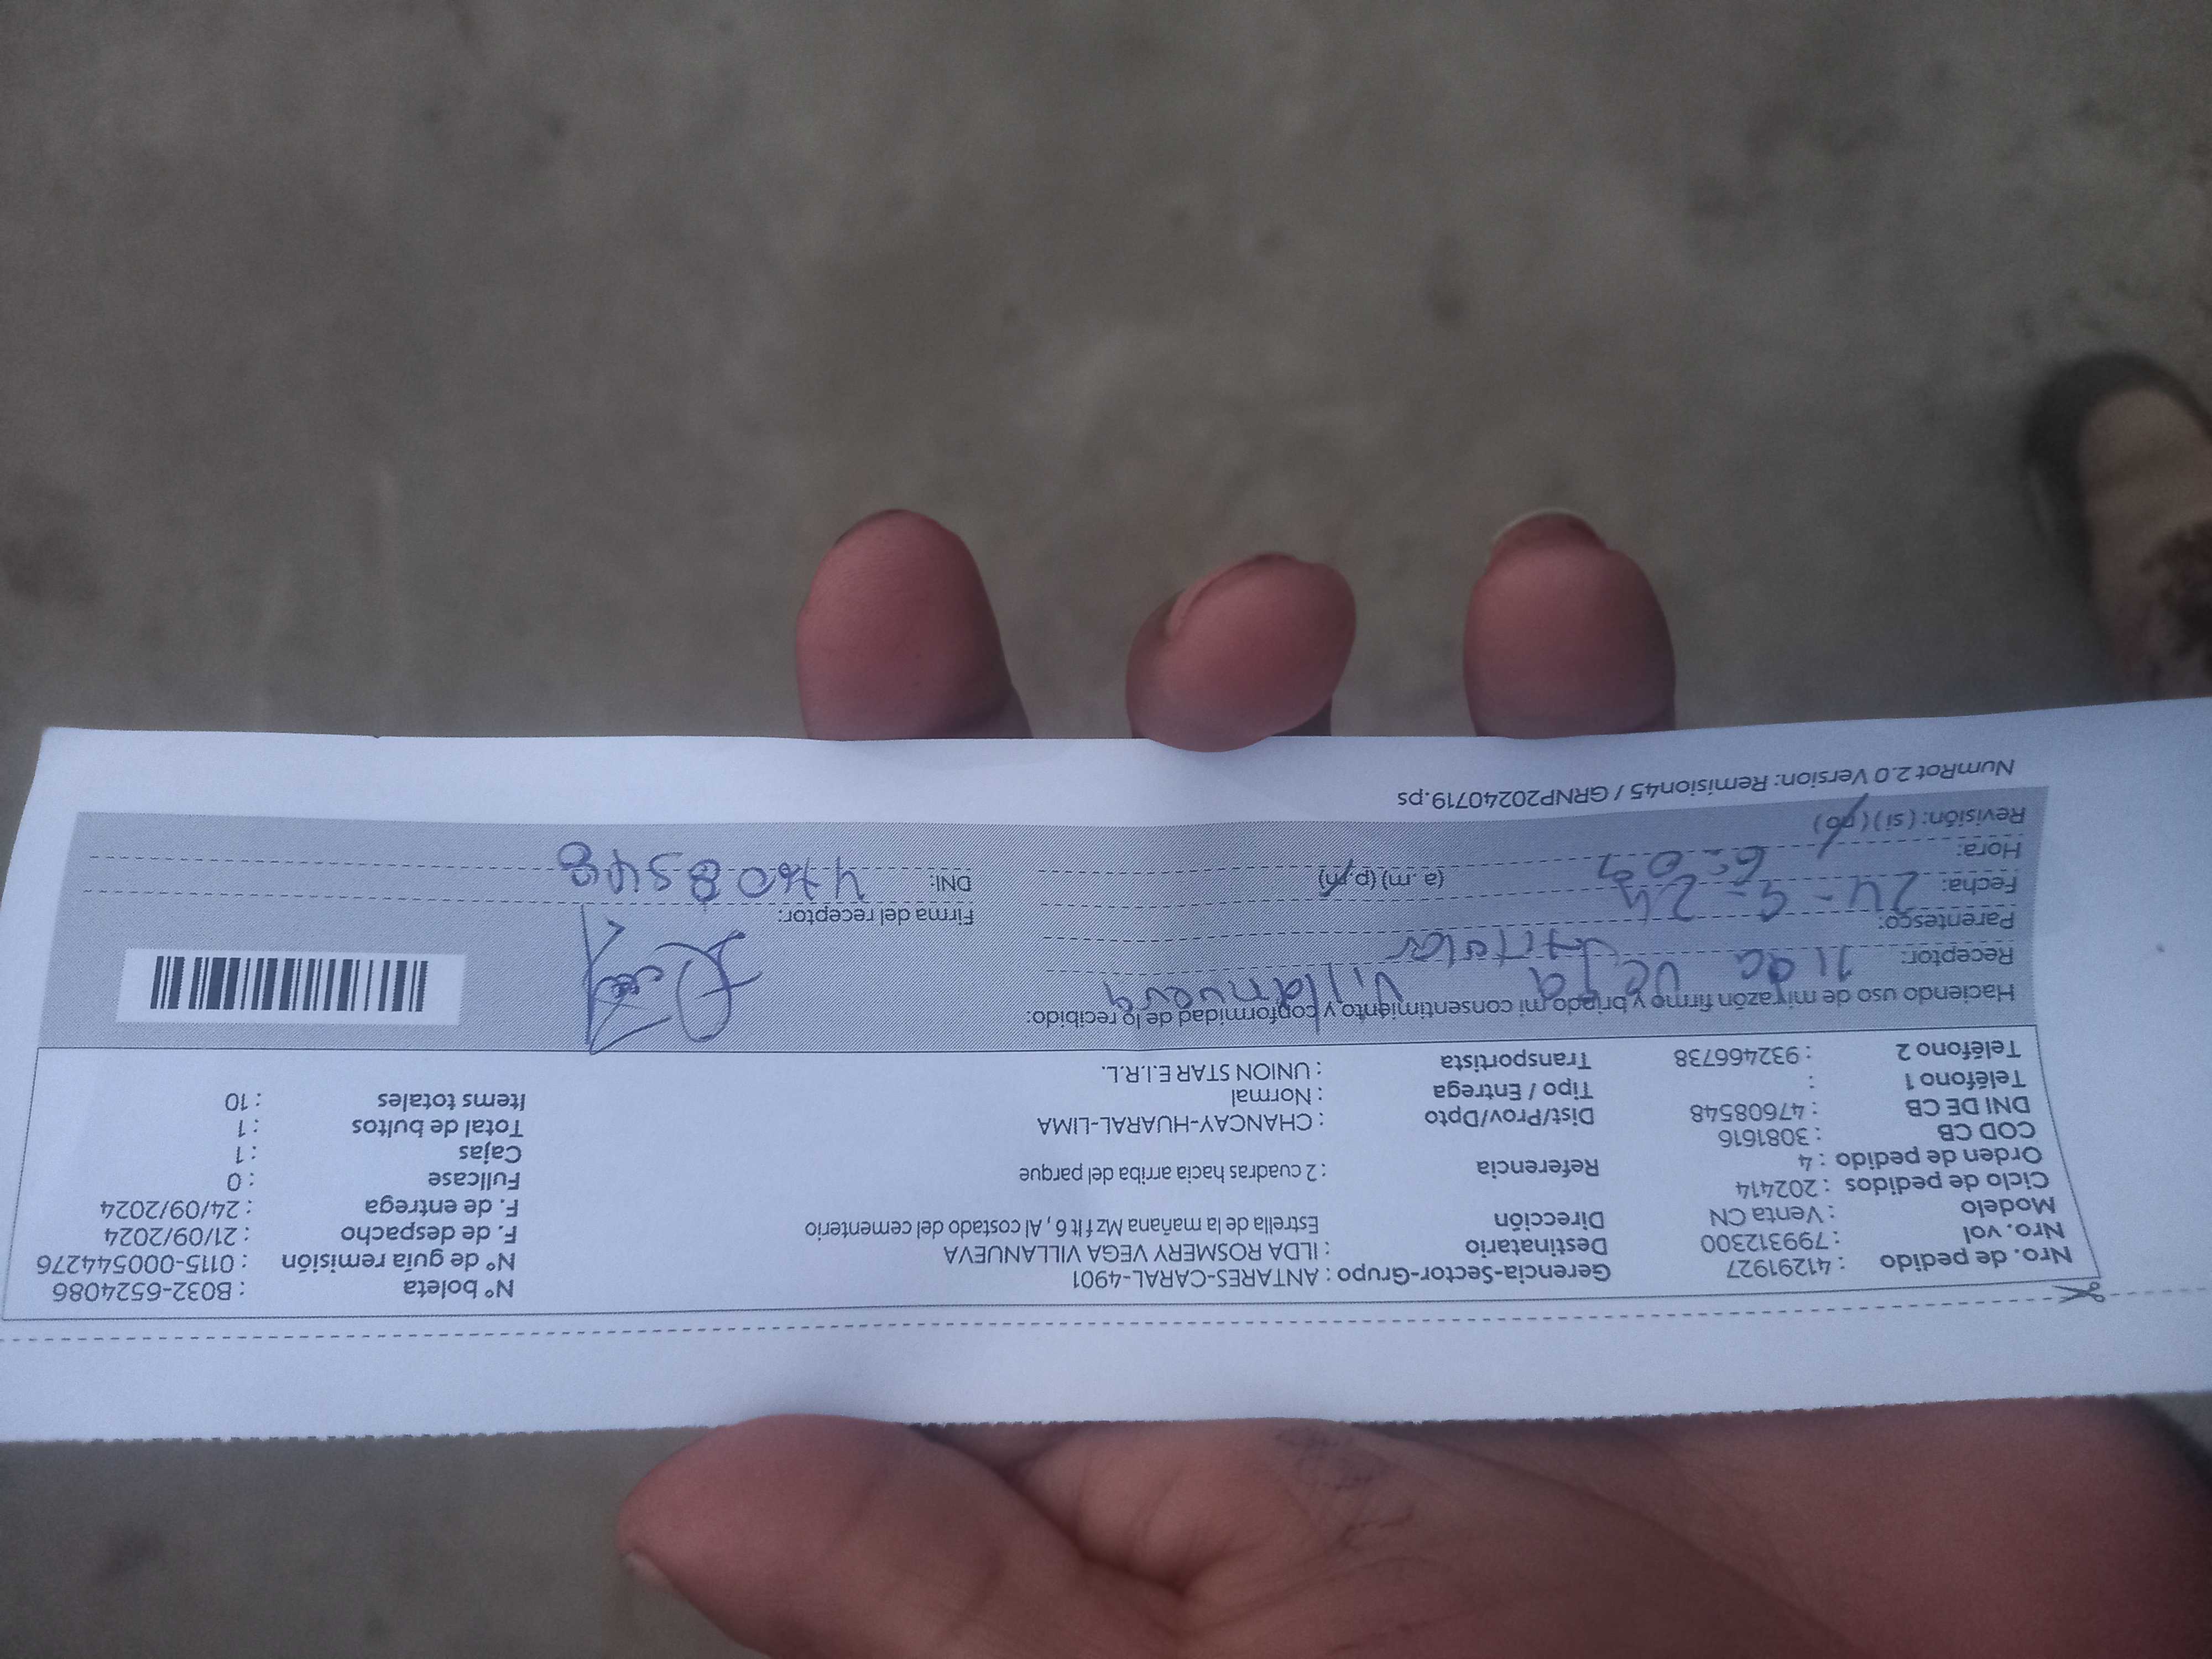 Nro. de pedido : 41291927 Gerencia-Sector-Grupo : ANTARES-CARAL-4901 N° boleta : B032-6524086
Nro. vol : 799312300 Destinatario : ILDA ROSMERY VEGA VILLANUEVA N° de guía remisión : 0115-000544276
Modelo : Venta CN Dirección Estrella de la mañana Mz f lt 6 , Al costado del cementerio F. de despacho : 21/09/2024
Ciclo de pedidos : 202414 F. de entrega : 24/09/2024
Orden de pedido : 4 Referencia : 2 cuadras hacia arriba del parque Fullcase : 0
COD CB : 3081616 Cajas : 1
DNI DE CB : 47608548 Dist/Prov/Dpto : CHANCAY-HUARAL-LIMA Total de bultos : 1
Teléfono 1 : Tipo / Entrega : Normal Items totales : 10
Teléfono 2 : 932466738 Transportista : UNION STAR E.I.R.L.
Haciendo uso de mi razón firmo y brindo mi consentimiento y conformidad de lo recibido:
Receptor: Ilda Vega Villanueva
Parentesco: titular Firma del receptor:
Fecha: 24-9-24 DNI: 47608548
Hora: 6:09 (a.m) (p.m)
Revisión: (si) (no)
NumRot 2.0 Version: Remision45 / GRNP20240719.ps